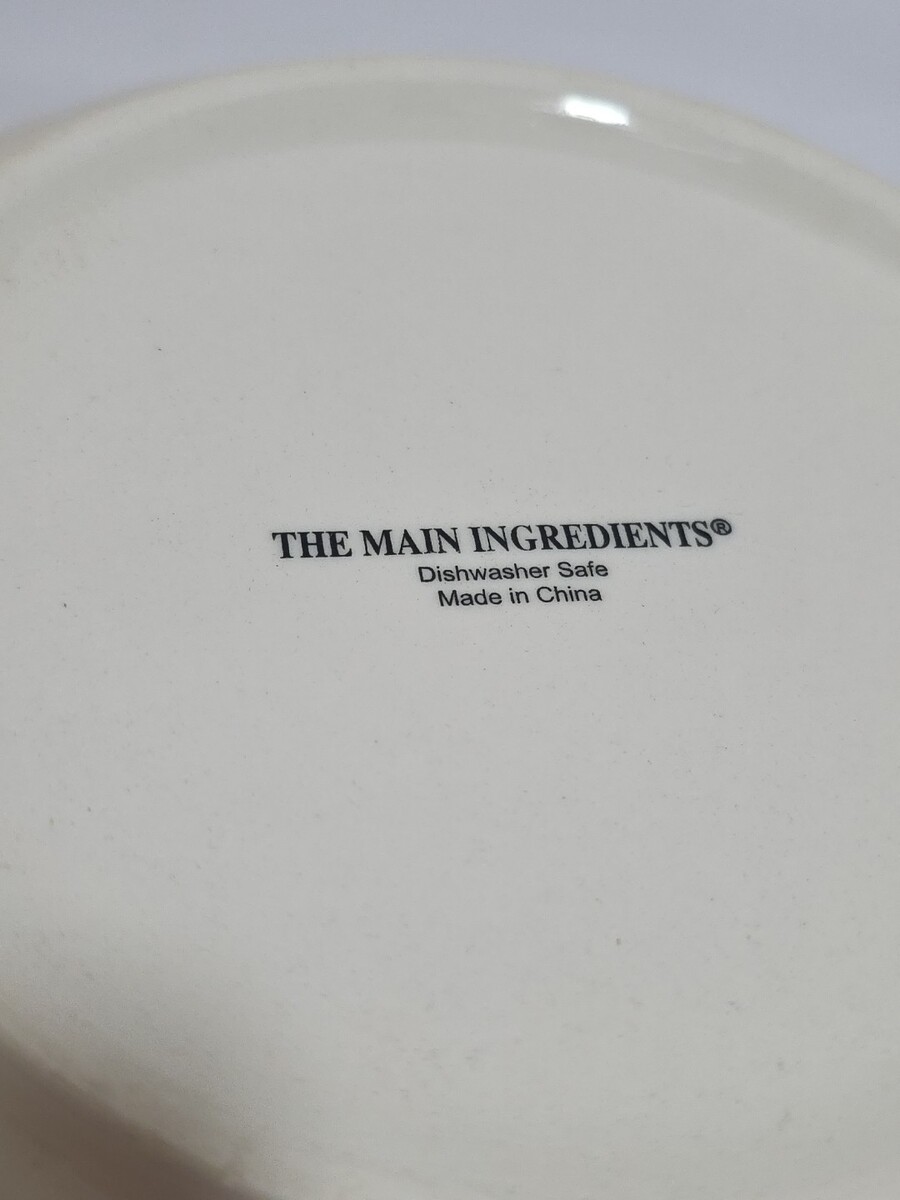 THE MAIN INGREDIENTS®
Dishwasher Safe
Made in China